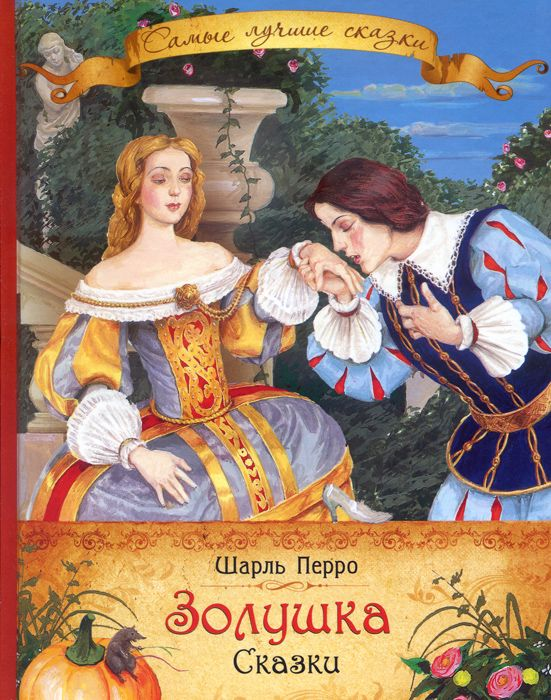 Самые лучшие сказки
Шарль Перро
Золушка
Сказки